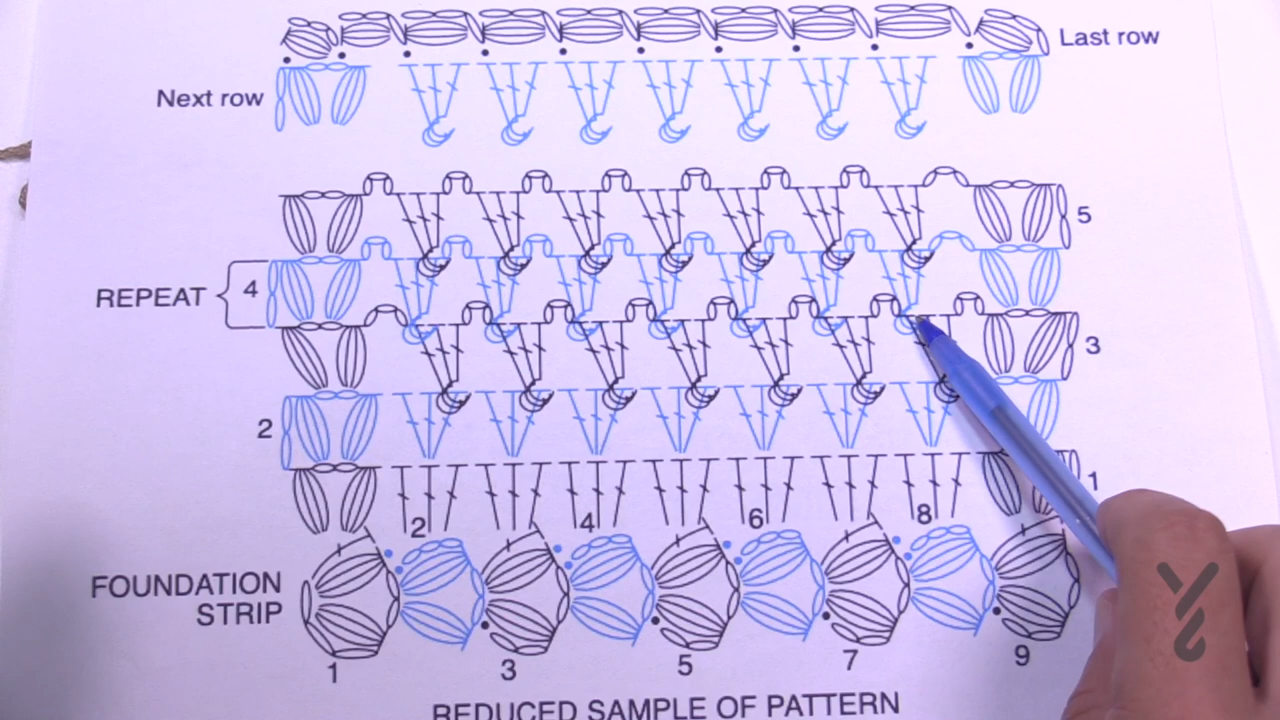 Last row
Next row
5
REPEAT 4
3
2
1
2 4 6 8
FOUNDATION
STRIP
1 3 5 7 9
REDUCED SAMPLE OF PATTERN